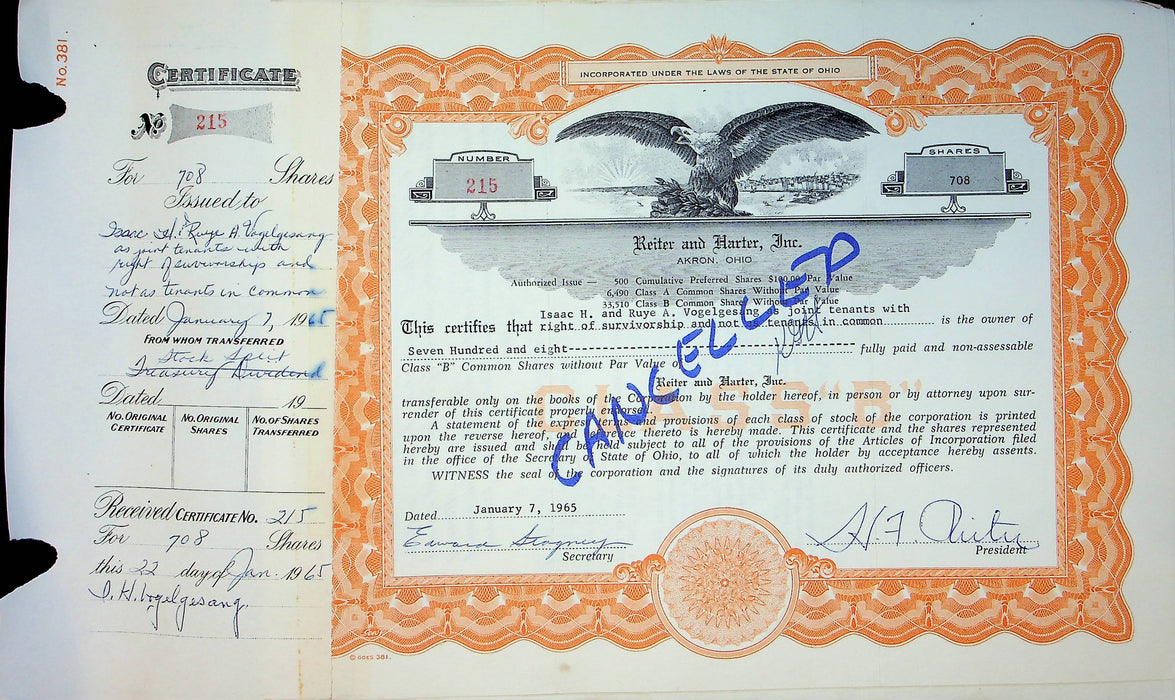 No. 381.
CERTIFICATE
No 215
For 708 Shares
Issued to
Isaac H. & Ruye A. Vogelgesang
as joint tenants with
right of survivorship and
not as tenants in common
Dated January 7, 1965
FROM WHOM TRANSFERRED
Stock Split
Treasury Dividend
Dated 19
NO. ORIGINAL CERTIFICATE
NO. ORIGINAL SHARES
NO. OF SHARES TRANSFERRED
Received CERTIFICATE NO. 215
For 708 Shares
this 22 day of Jan. 1965
I. H. Vogelgesang.
INCORPORATED UNDER THE LAWS OF THE STATE OF OHIO
NUMBER
215
SHARES
708
Reiter and Harter, Inc.
AKRON, OHIO
Authorized Issue — 500 Cumulative Preferred Shares $100.00 Par Value
6,490 Class A Common Shares Without Par Value
33,510 Class B Common Shares Without Par Value
Isaac H. and Ruye A. Vogelgesang as joint tenants with
This certifies that right of survivorship and not as tenants in common is the owner of
Seven Hundred and eight---- fully paid and non-assessable
Class "B" Common Shares without Par Value of
Reiter and Harter, Inc.
CLASS "B"
transferable only on the books of the Corporation by the holder hereof, in person or by attorney upon sur-
render of this certificate properly endorsed.
A statement of the express terms and provisions of each class of stock of the corporation is printed
upon the reverse hereof, and reference thereto is hereby made. This certificate and the shares represented
hereby are issued and shall be held subject to all of the provisions of the Articles of Incorporation filed
in the office of the Secretary of State of Ohio, to all of which the holder by acceptance hereby assents.
WITNESS the seal of the corporation and the signatures of its duly authorized officers.
CANCELLED
Dated January 7, 1965
Secretary
H F Reiter
President
© GOES 381.